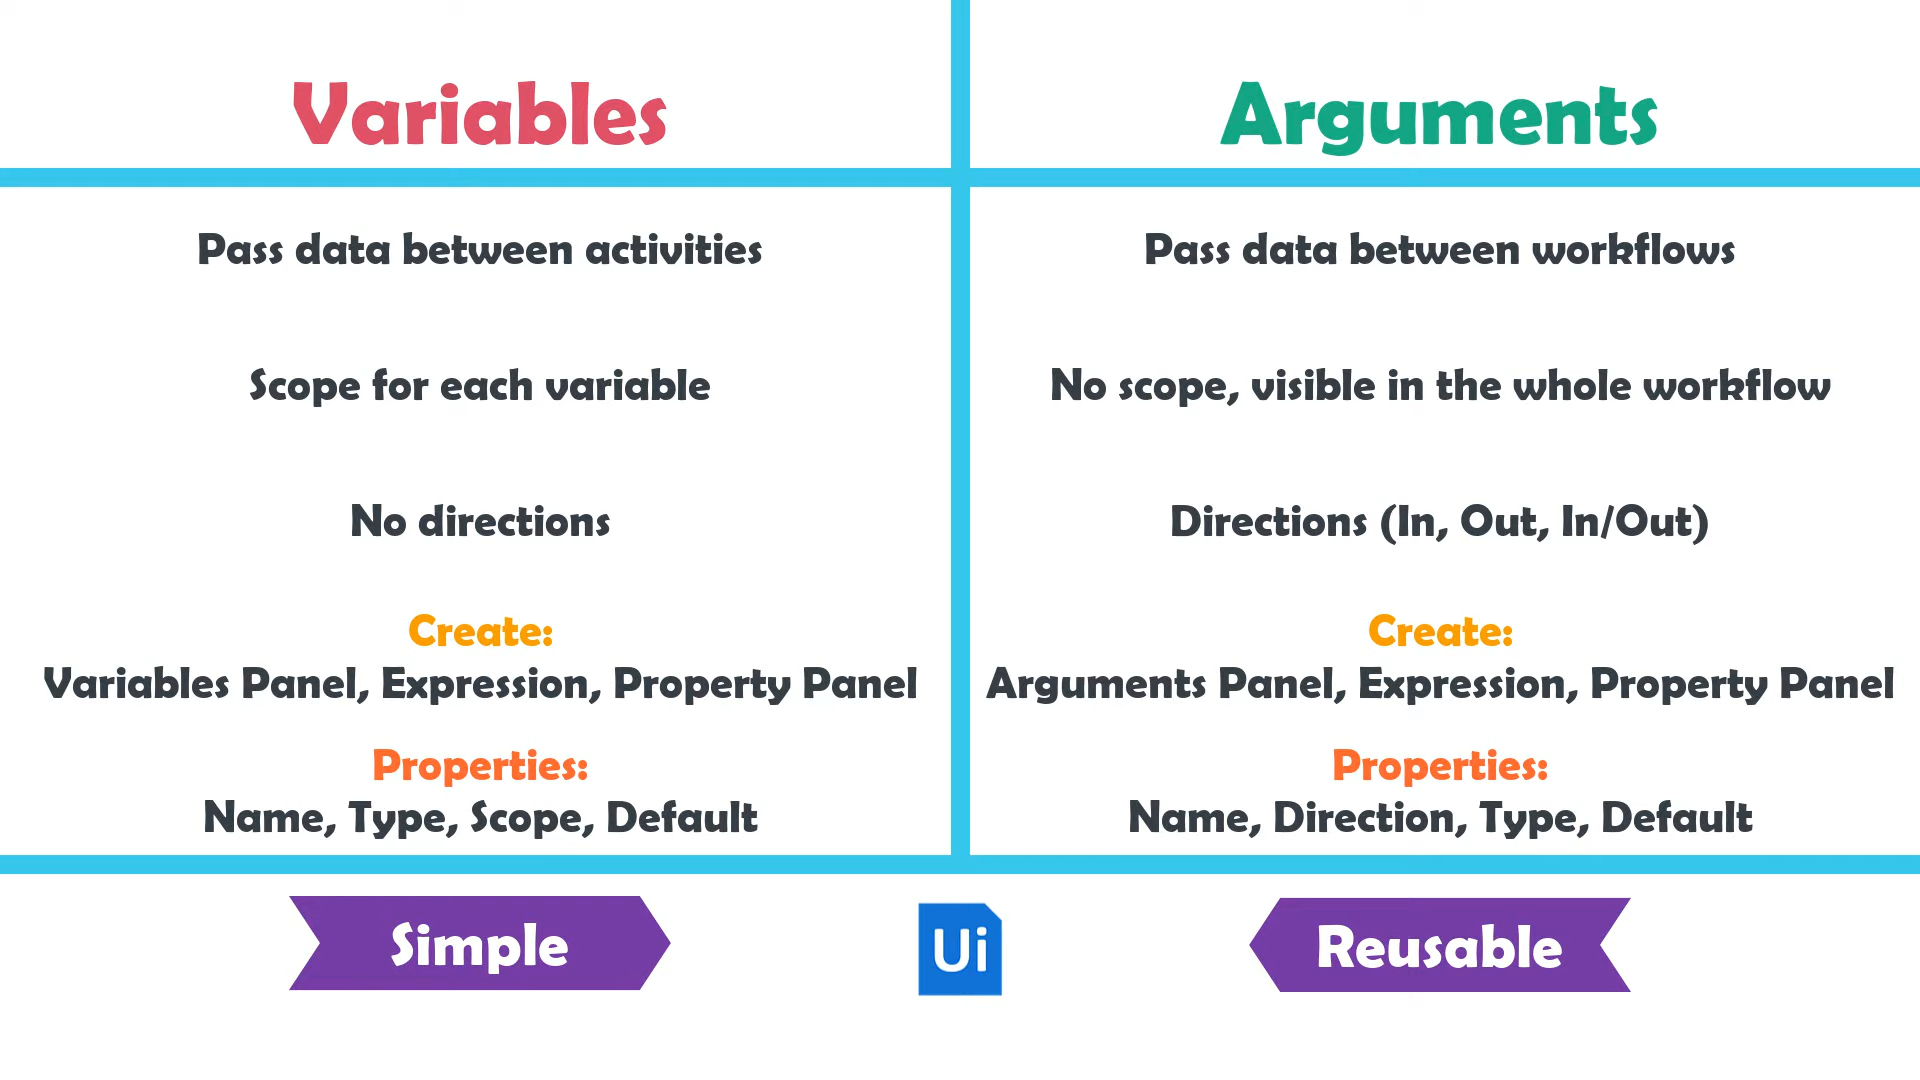 Variables
Arguments
Pass data between activities
Pass data between workflows
Scope for each variable
No scope, visible in the whole workflow
No directions
Directions (In, Out, In/Out)
Create:
Variables Panel, Expression, Property Panel
Create:
Arguments Panel, Expression, Property Panel
Properties:
Name, Type, Scope, Default
Properties:
Name, Direction, Type, Default
Simple
Ui
Reusable